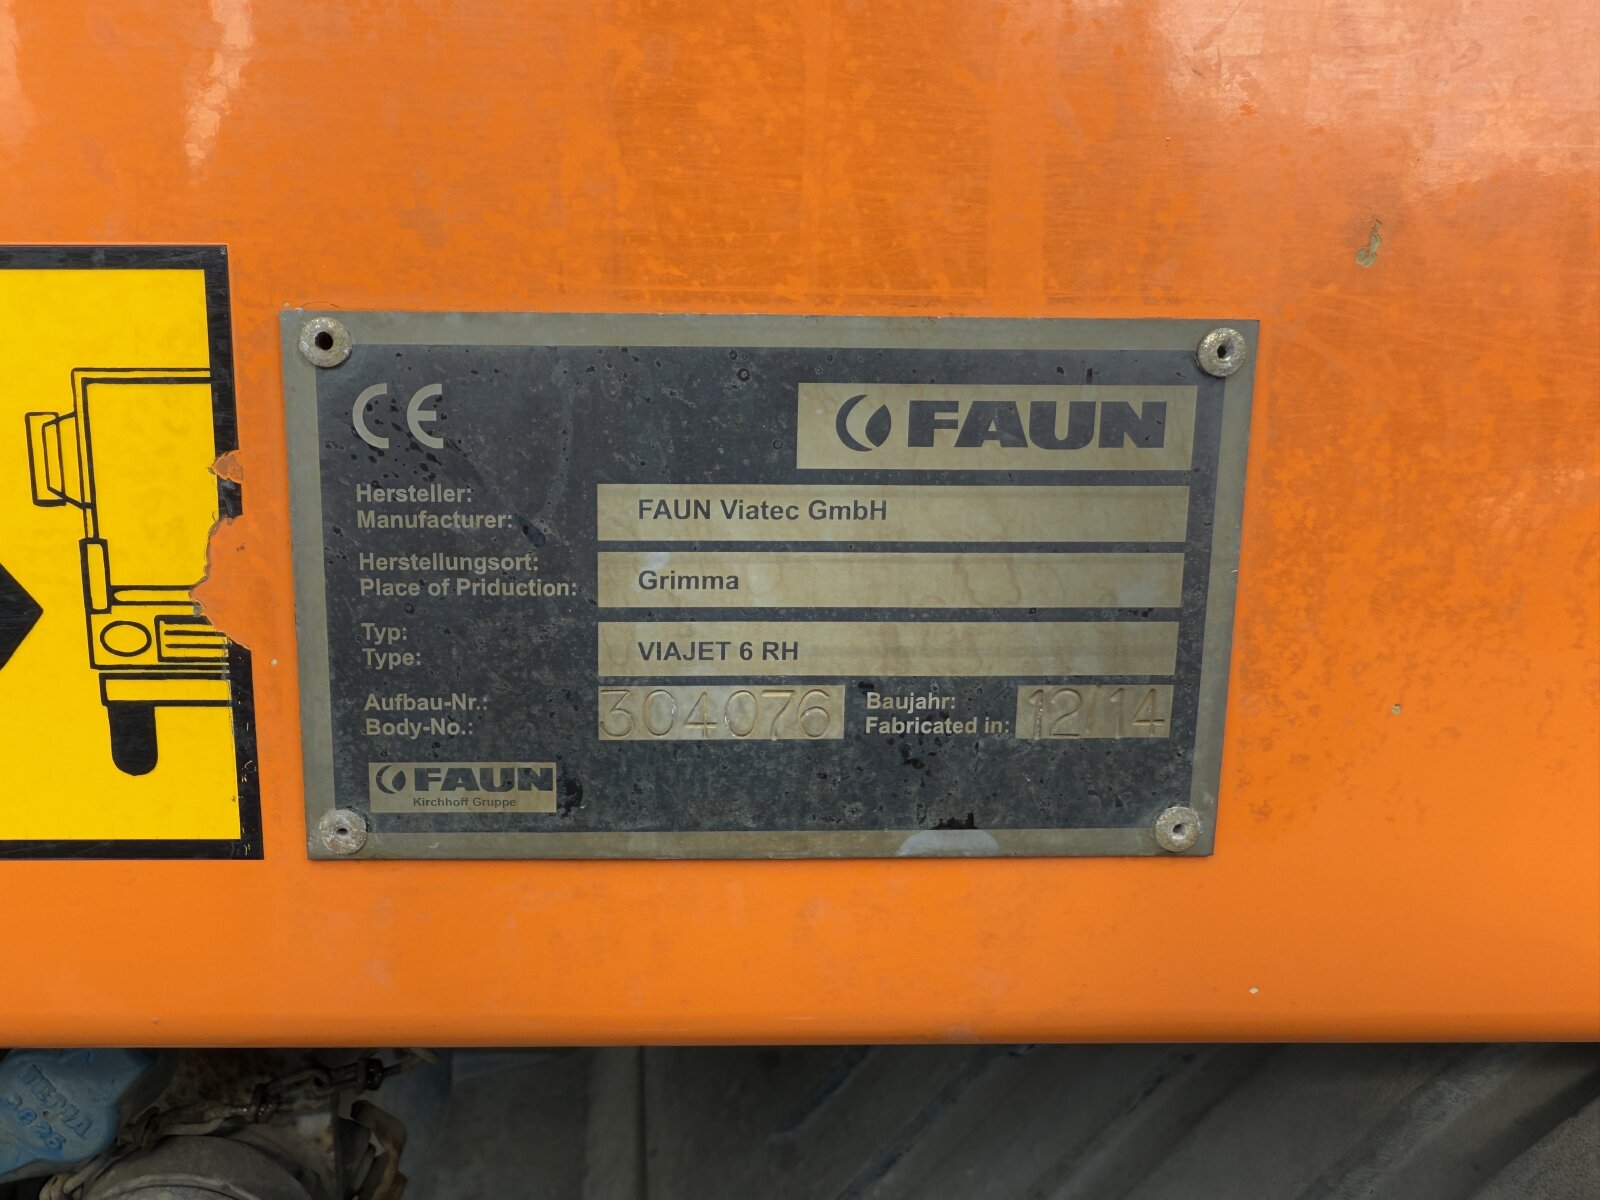 CE
FAUN
Hersteller:
Manufacturer:
FAUN Viatec GmbH
Herstellungsort:
Place of Priduction:
Grimma
Typ:
Type:
VIAJET 6 RH
Aufbau-Nr.:
Body-No.:
304076
Baujahr:
Fabricated in:
12/14
FAUN
Kirchhoff Gruppe
VEMA